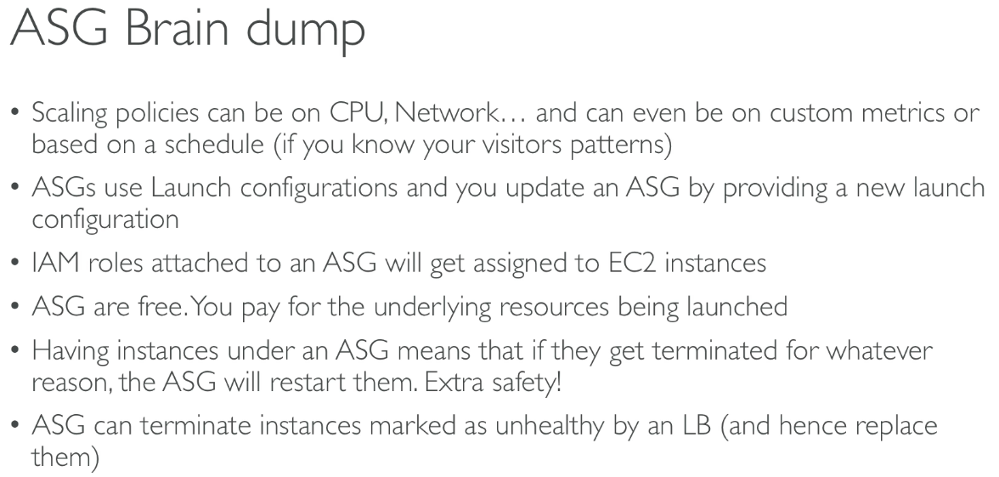 ASG Brain dump
• Scaling policies can be on CPU, Network… and can even be on custom metrics or
based on a schedule (if you know your visitors patterns)
• ASGs use Launch configurations and you update an ASG by providing a new launch
configuration
• IAM roles attached to an ASG will get assigned to EC2 instances
• ASG are free. You pay for the underlying resources being launched
• Having instances under an ASG means that if they get terminated for whatever
reason, the ASG will restart them. Extra safety!
• ASG can terminate instances marked as unhealthy by an LB (and hence replace
them)